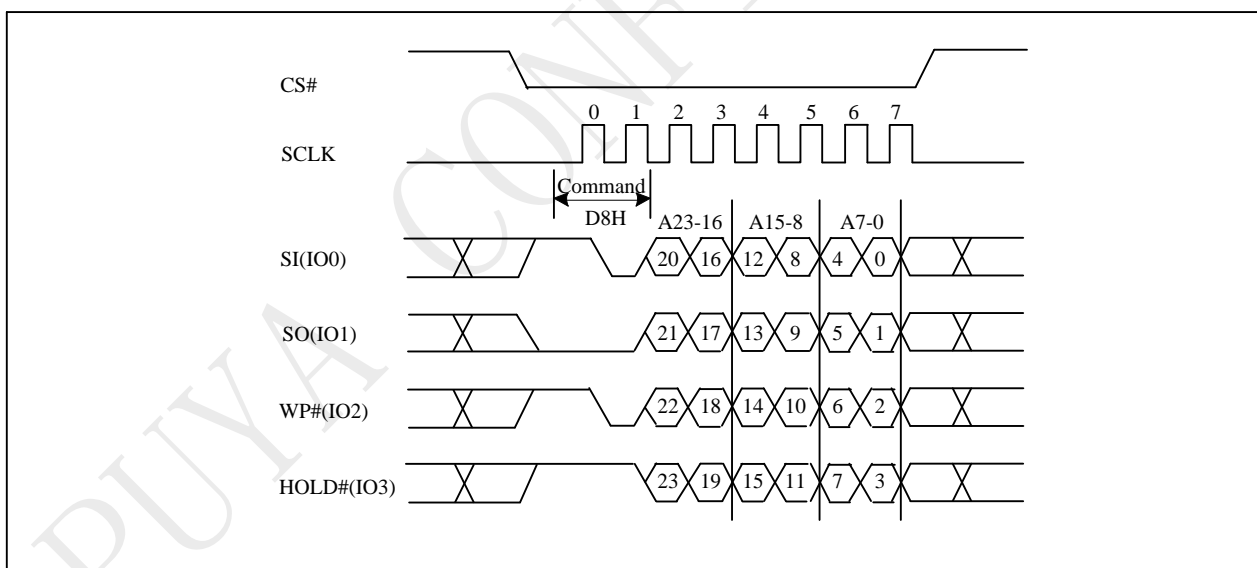 PUYA CONF
CS#
0 1 2 3 4 5 6 7
SCLK
Command
D8H
A23-16 A15-8 A7-0
SI(IO0) 20 16 12 8 4 0
SO(IO1) 21 17 13 9 5 1
WP#(IO2) 22 18 14 10 6 2
HOLD#(IO3) 23 19 15 11 7 3